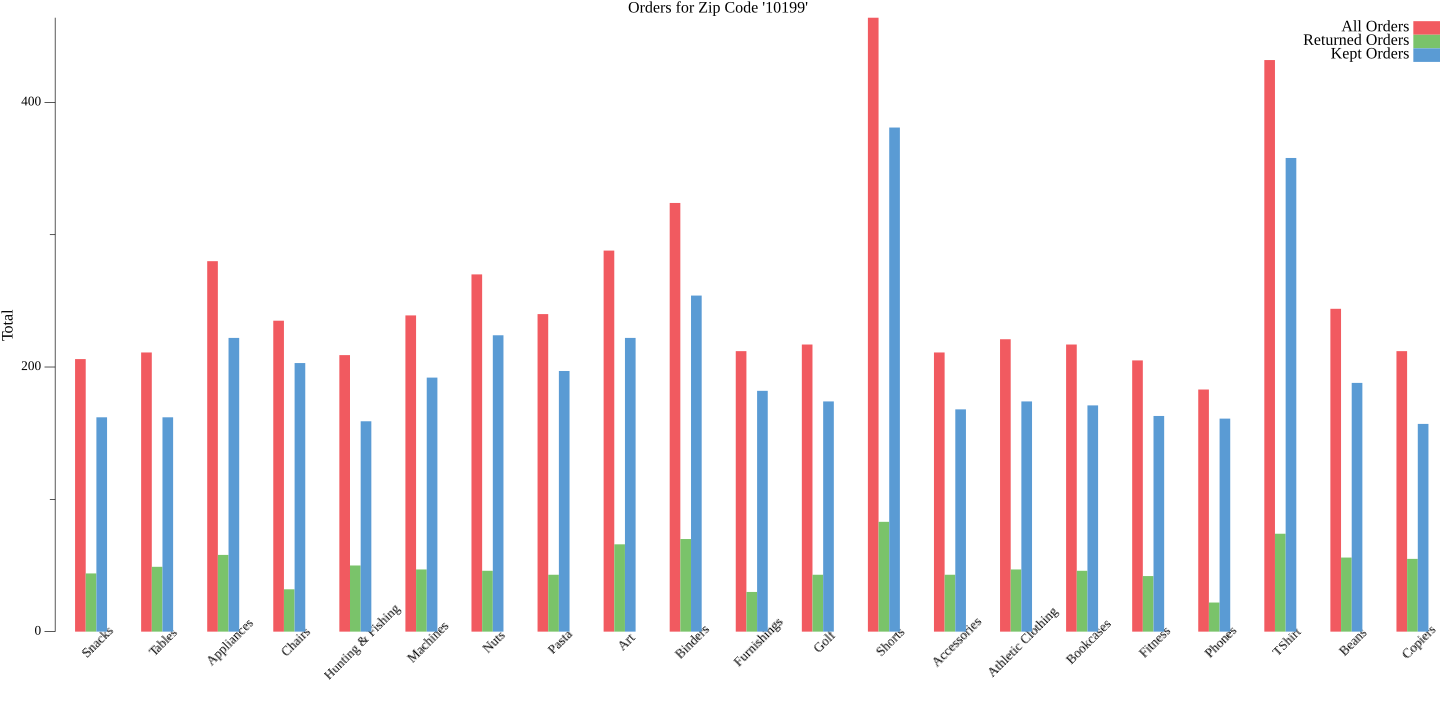 Orders for Zip Code '10199'
All Orders
Returned Orders
Kept Orders
Total
400
200
0
Snacks
Tables
Appliances
Chairs
Hunting & Fishing
Machines
Nuts
Pasta
Art
Binders
Furnishings
Golf
Shorts
Accessories
Athletic Clothing
Bookcases
Fitness
Phones
TShirt
Beans
Copiers